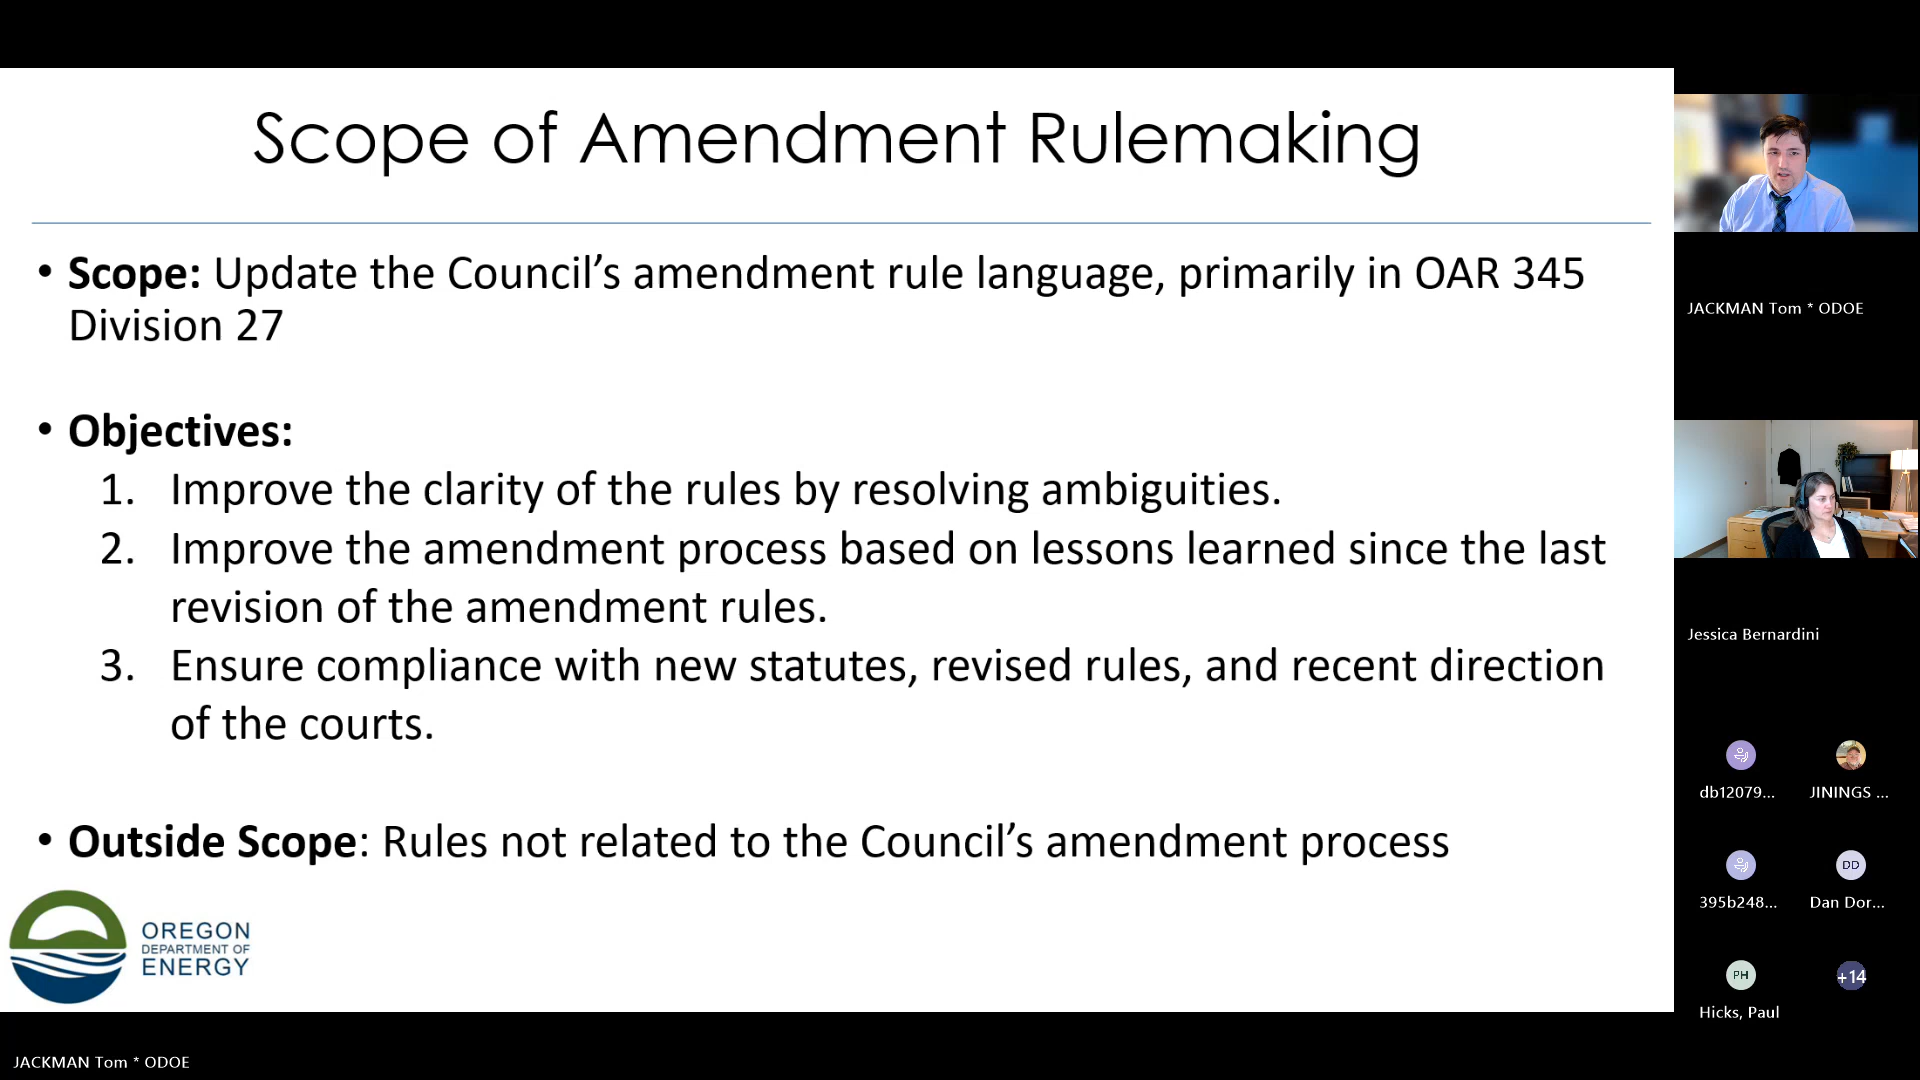 Scope of Amendment Rulemaking
• Scope: Update the Council’s amendment rule language, primarily in OAR 345
Division 27
• Objectives:
1. Improve the clarity of the rules by resolving ambiguities.
2. Improve the amendment process based on lessons learned since the last
revision of the amendment rules.
3. Ensure compliance with new statutes, revised rules, and recent direction
of the courts.
• Outside Scope: Rules not related to the Council’s amendment process
OREGON
DEPARTMENT OF
ENERGY
JACKMAN Tom * ODOE
JACKMAN Tom * ODOE
Jessica Bernardini
db12079...
JININGS ...
395b248...
DD
Dan Dor...
PH
Hicks, Paul
+14